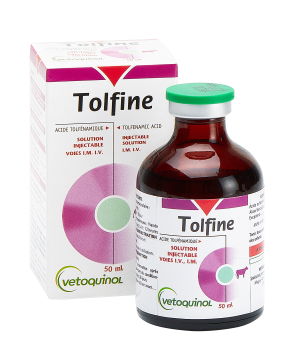 Tolfine
ACIDE TOLFÉNAMIQUE
TOLFENAMIC ACID
SOLUTION
INJECTABLE
VOIES I.M. I.V.
INJECTABLE
SOLUTION
I.M. I.V.
50 ml
vetoquinol
Tolfine
SOLUTION
INJECTABLE
VOIES I.V., I.M.
vetoquinol
50 ml